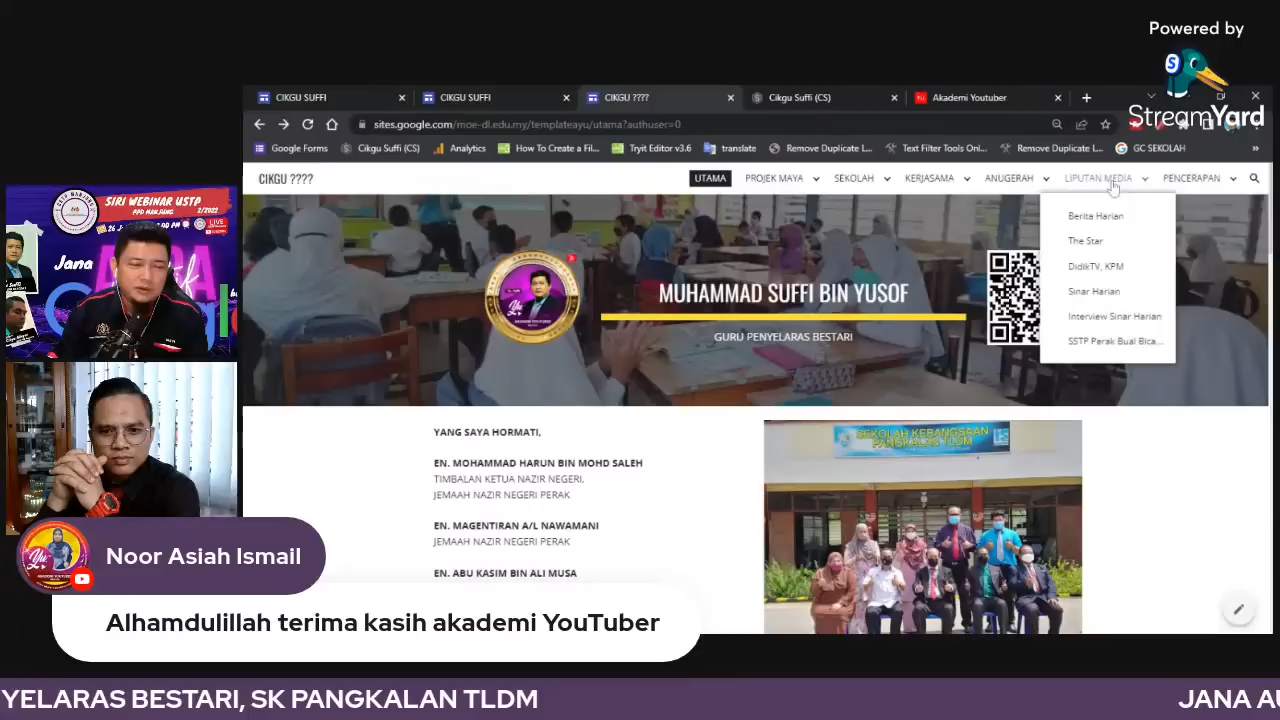 Powered by
StreamYard
CIKGU SUFFI
CIKGU SUFFI
CIKGU ????
Cikgu Suffi (CS)
Akademi Youtuber
sites.google.com/moe-dl.edu.my/templateayu/utama?authuser=0
Google Forms
Cikgu Suffi (CS)
Analytics
How To Create a Fil...
Tryit Editor v3.6
translate
Remove Duplicate L...
Text Filter Tools Onl...
Remove Duplicate L...
GC SEKOLAH
CIKGU ????
UTAMA
PROJEK MAYA
SEKOLAH
KERJASAMA
ANUGERAH
LIPUTAN MEDIA
PENCERAPAN
Berita Harian
The Star
DidikTV, KPM
Sinar Harian
Interview Sinar Harian
SSTP Perak Bual Bica...
MUHAMMAD SUFFI BIN YUSOF
GURU PENYELARAS BESTARI
SIRI WEBINAR USTP
PPD MANJUNG
2/2022
LIVE
Jana
YANG SAYA HORMATI,
EN. MOHAMMAD HARUN BIN MOHD SALEH
TIMBALAN KETUA NAZIR NEGERI.
JEMAAH NAZIR NEGERI PERAK
EN. MAGENTIRAN A/L NAWAMANI
JEMAAH NAZIR NEGERI PERAK
EN. ABU KASIM BIN ALI MUSA
SEKOLAH KEBANGSAAN
PANGKALAN TLDM
Noor Asiah Ismail
Alhamdulillah terima kasih akademi YouTuber
YELARAS BESTARI, SK PANGKALAN TLDM
JANA AU